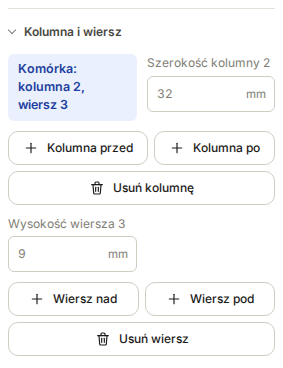 Kolumna i wiersz
Komórka:
kolumna 2,
wiersz 3
Szerokość kolumny 2
32 mm
Kolumna przed
Kolumna po
Usuń kolumnę
Wysokość wiersza 3
9 mm
Wiersz nad
Wiersz pod
Usuń wiersz